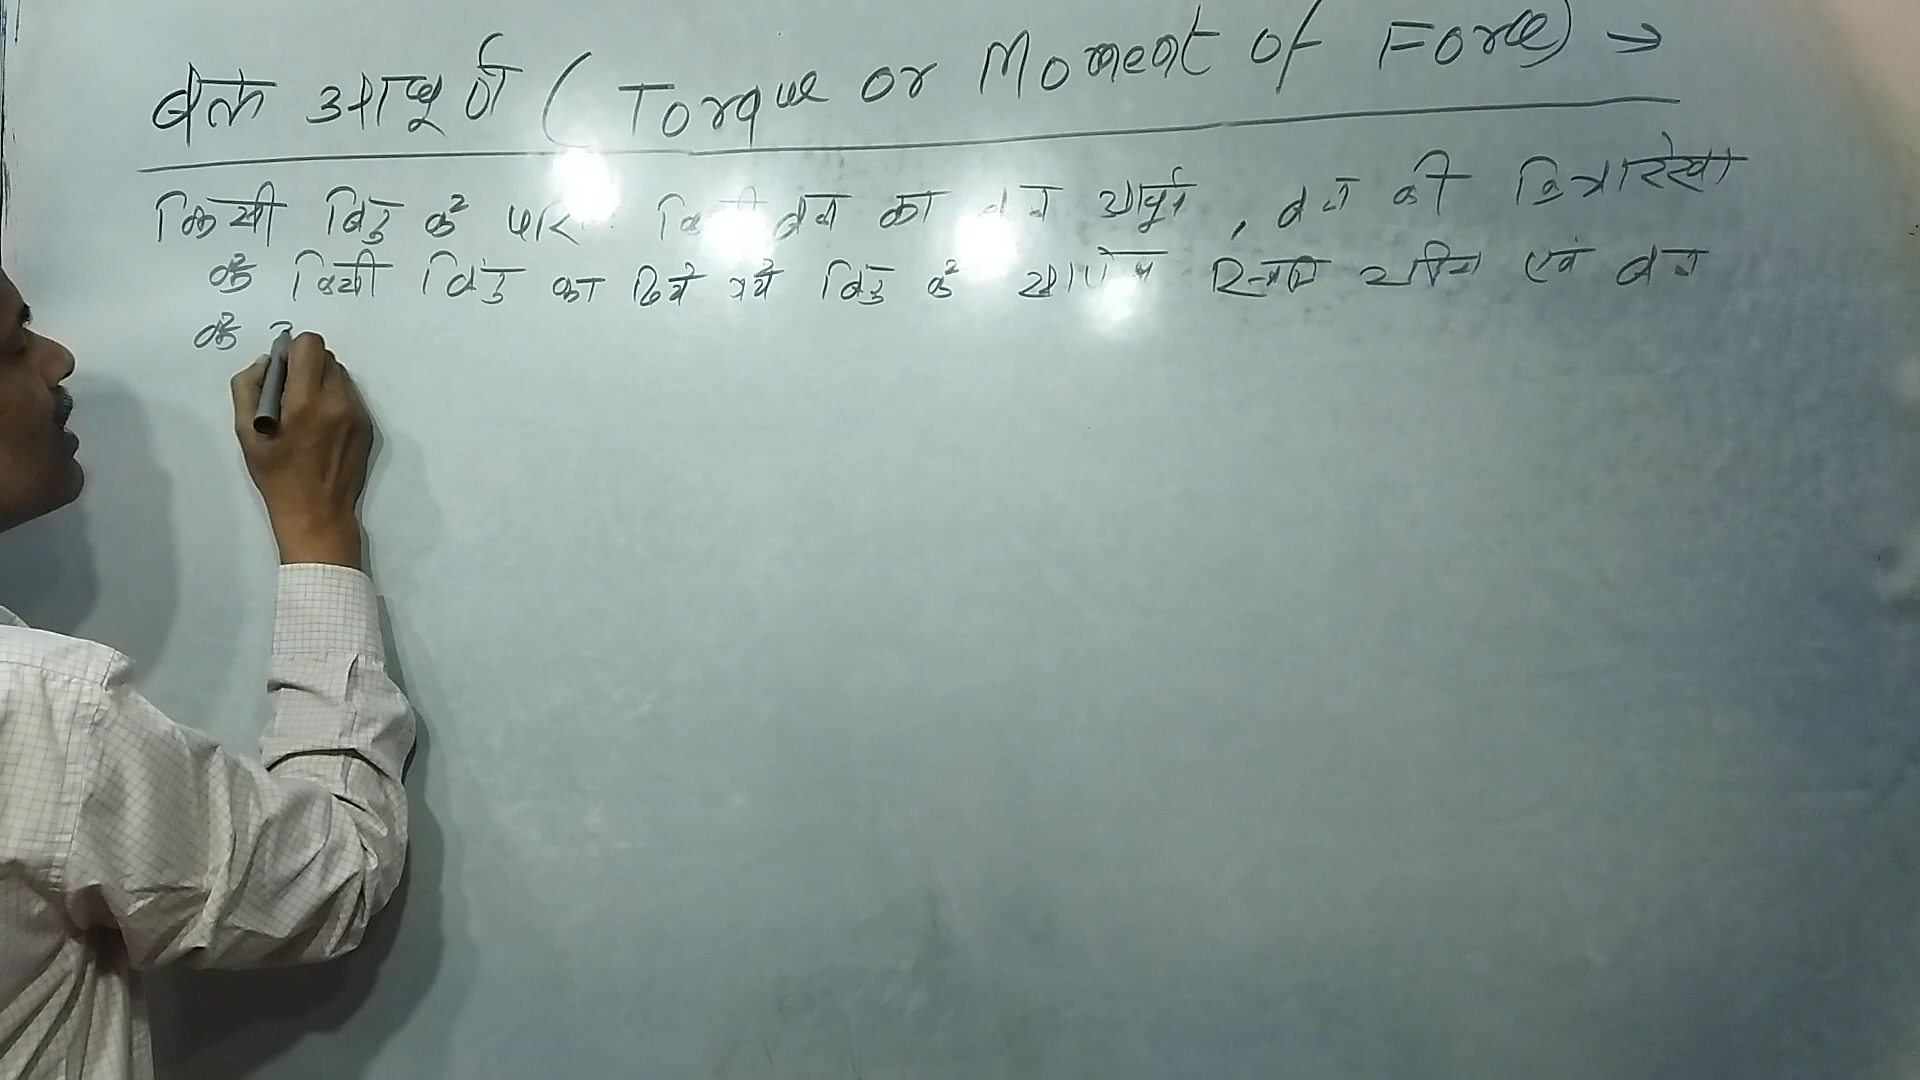 बल आघूर्ण ( Torque or Moment of Force) →
किसी बिंदु के परितः किसी बल का बल आघूर्ण , बल की क्रियारेखा
के किसी बिंदु का दिये गये बिंदु के सापेक्ष स्थिति सदिश एवं बल
के